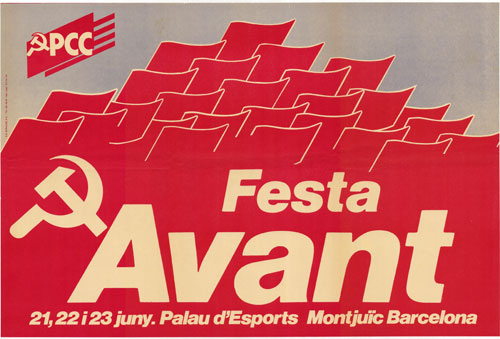 PCC
Festa
Avant
21, 22 i 23 juny. Palau d'Esports Montjuïc Barcelona